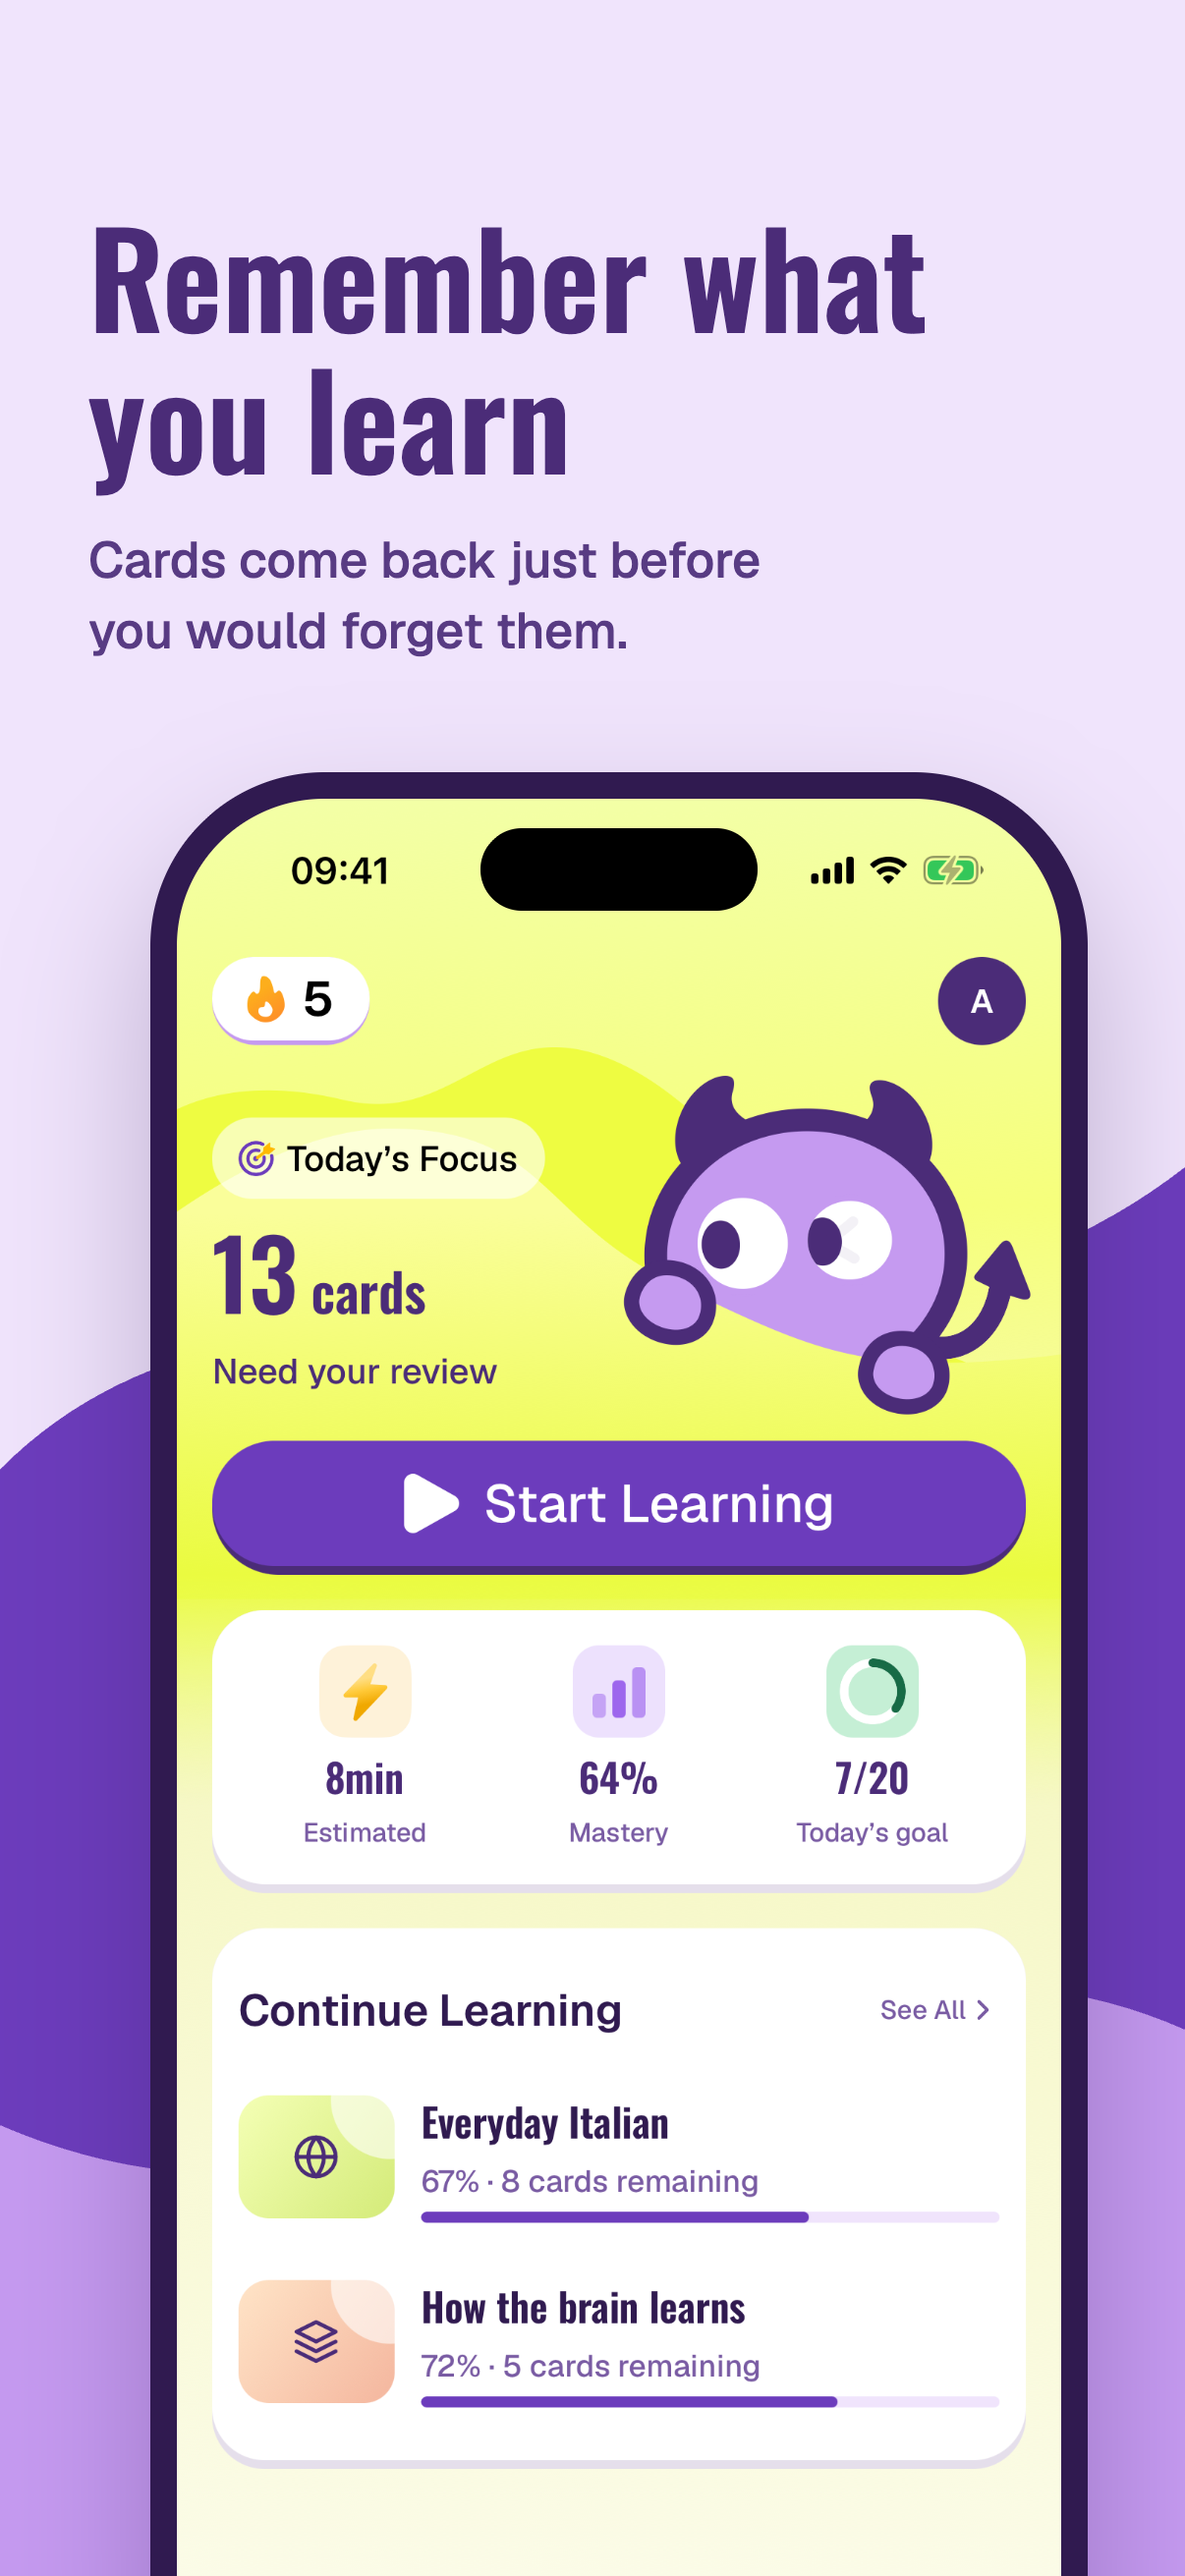 Remember what
you learn
Cards come back just before
you would forget them.
09:41
5
A
Today’s Focus
13 cards
Need your review
Start Learning
8min
Estimated
64%
Mastery
7/20
Today’s goal
Continue Learning
See All
Everyday Italian
67% · 8 cards remaining
How the brain learns
72% · 5 cards remaining